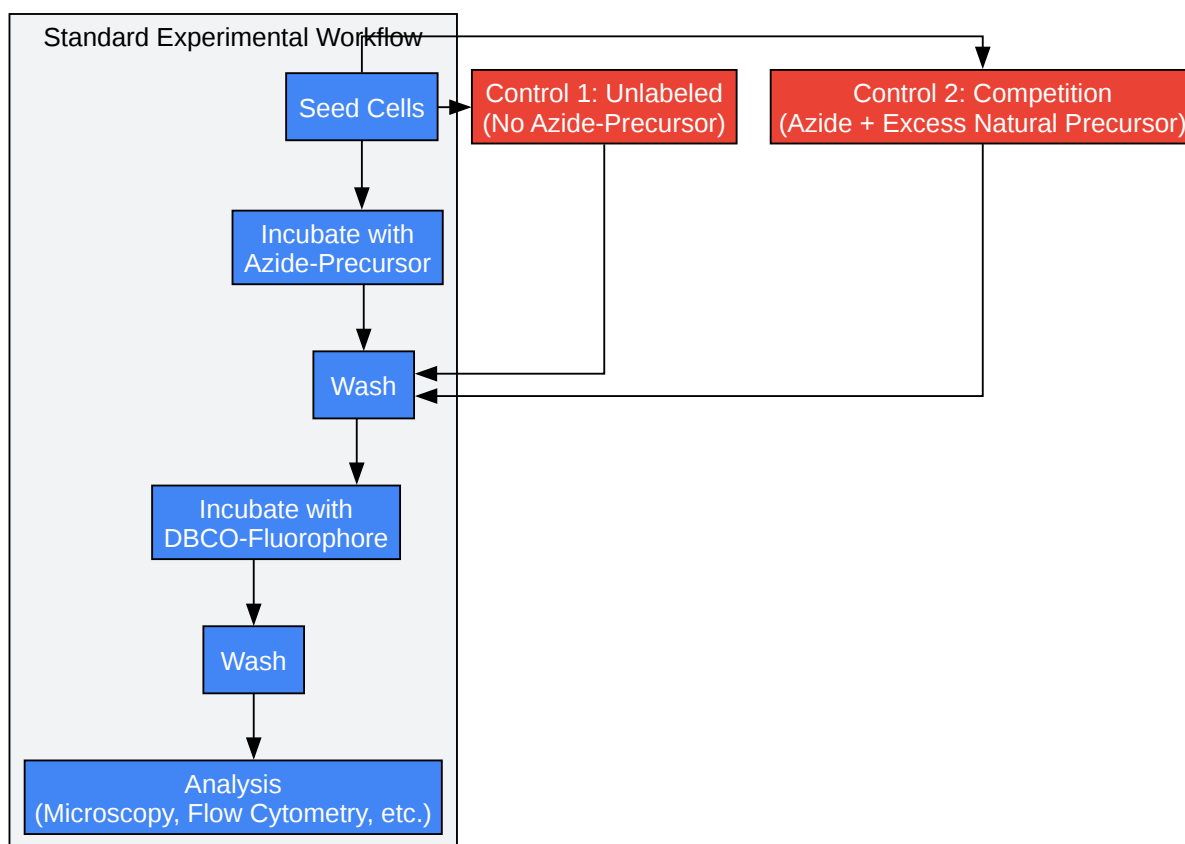 Standard Experimental Workflow
Seed Cells
Control 1: Unlabeled
(No Azide-Precursor)
Control 2: Competition
(Azide + Excess Natural Precursor)
Incubate with
Azide-Precursor
Wash
Incubate with
DBCO-Fluorophore
Wash
Analysis
(Microscopy, Flow Cytometry, etc.)